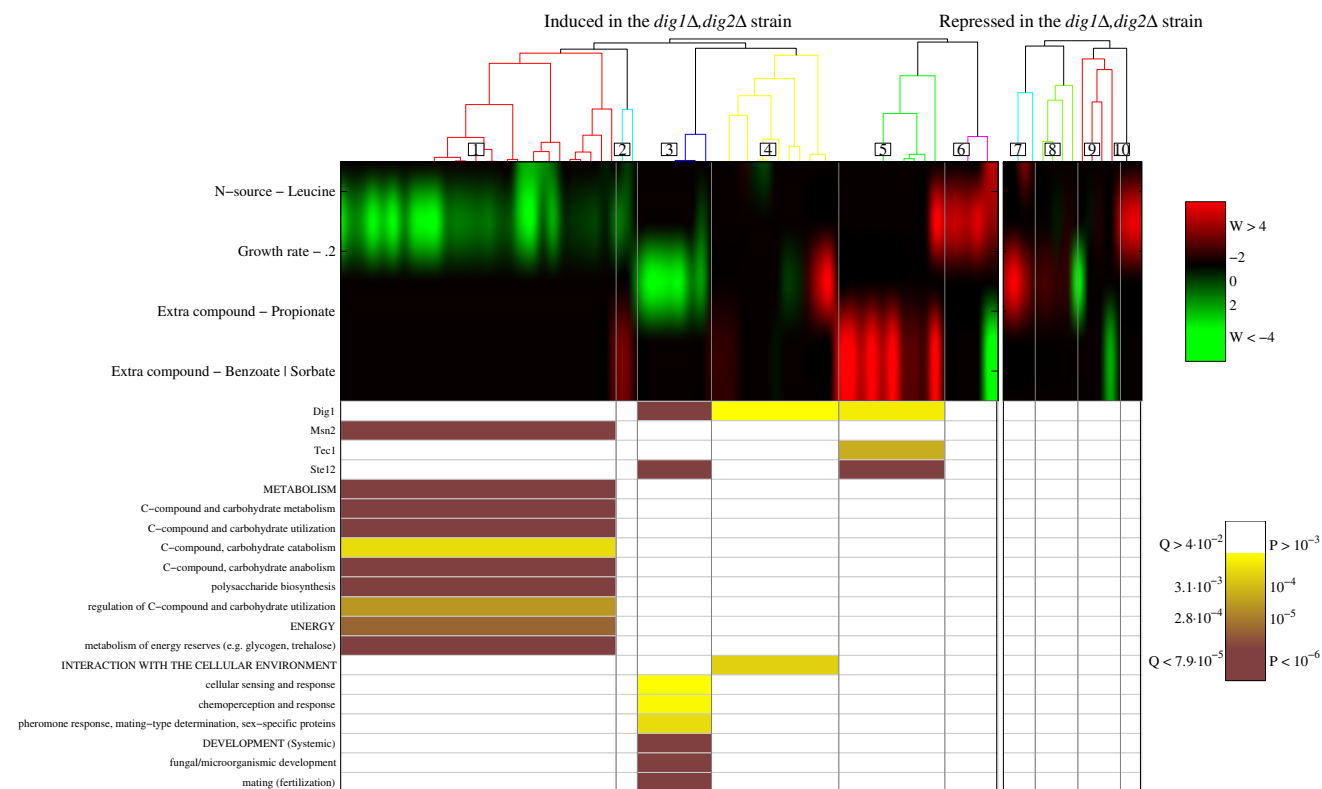 Induced in the dig1Δ,dig2Δ strain
Repressed in the dig1Δ,dig2Δ strain
1
2
3
4
5
6
7
8
9
10
N−source − Leucine
Growth rate − .2
Extra compound − Propionate
Extra compound − Benzoate | Sorbate
W > 4
−2
0
2
W < −4
Dig1
Msn2
Tec1
Ste12
METABOLISM
C−compound and carbohydrate metabolism
C−compound and carbohydrate utilization
C−compound, carbohydrate catabolism
C−compound, carbohydrate anabolism
polysaccharide biosynthesis
regulation of C−compound and carbohydrate utilization
ENERGY
metabolism of energy reserves (e.g. glycogen, trehalose)
INTERACTION WITH THE CELLULAR ENVIRONMENT
cellular sensing and response
chemoperception and response
pheromone response, mating−type determination, sex−specific proteins
DEVELOPMENT (Systemic)
fungal/microorganismic development
mating (fertilization)
Q > 4·10⁻² P > 10⁻³
3.1·10⁻³ 10⁻⁴
2.8·10⁻⁴ 10⁻⁵
Q < 7.9·10⁻⁵ P < 10⁻⁶